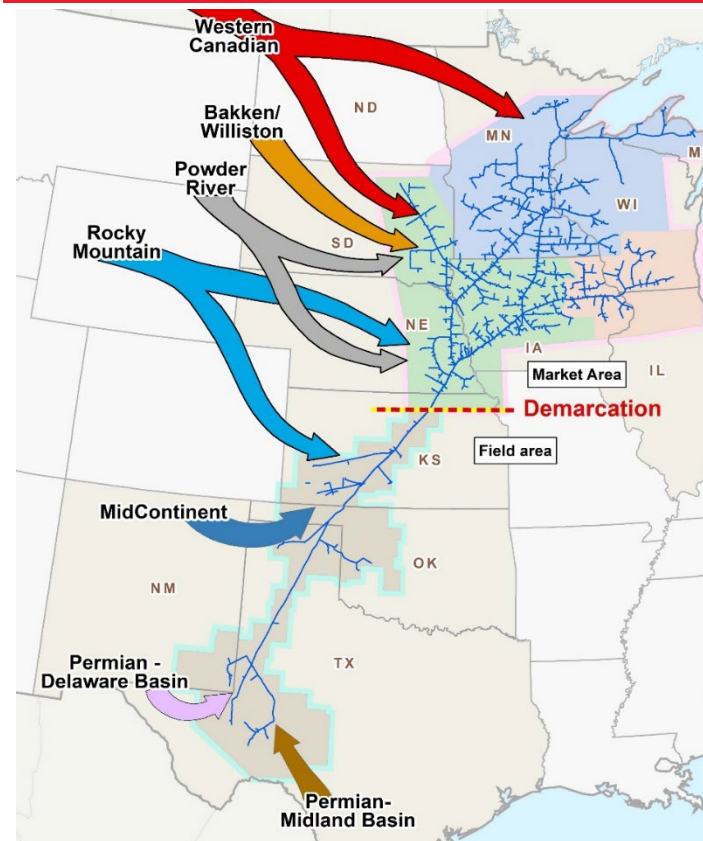 Western
Canadian
ND
Bakken/
Williston
MN
M
Powder
River
WI
Rocky
Mountain
SD
NE
IA
IL
Market Area
Demarcation
Field area
KS
MidContinent
OK
NM
TX
Permian -
Delaware Basin
Permian-
Midland Basin